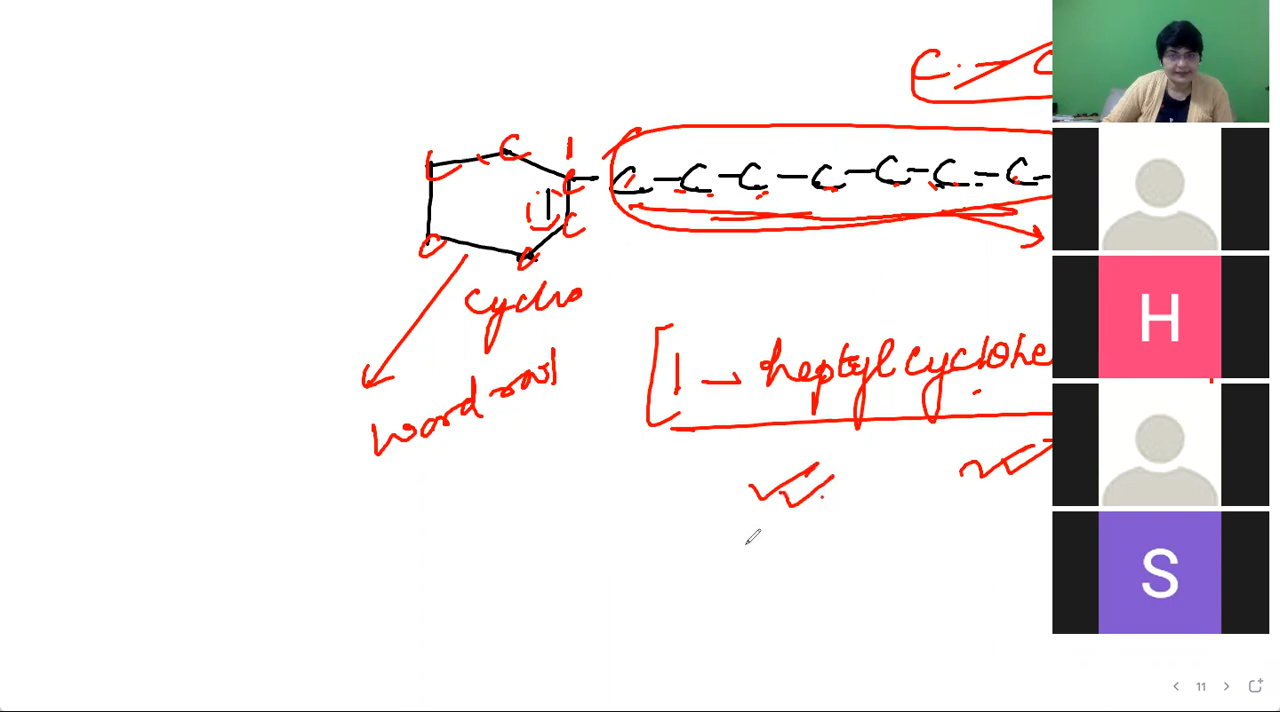 C - C
C C 1
C - C - C - C - C - C - C -
C C
C C
cyclo
1 - heptyl cyclohe
word root
H
S
11